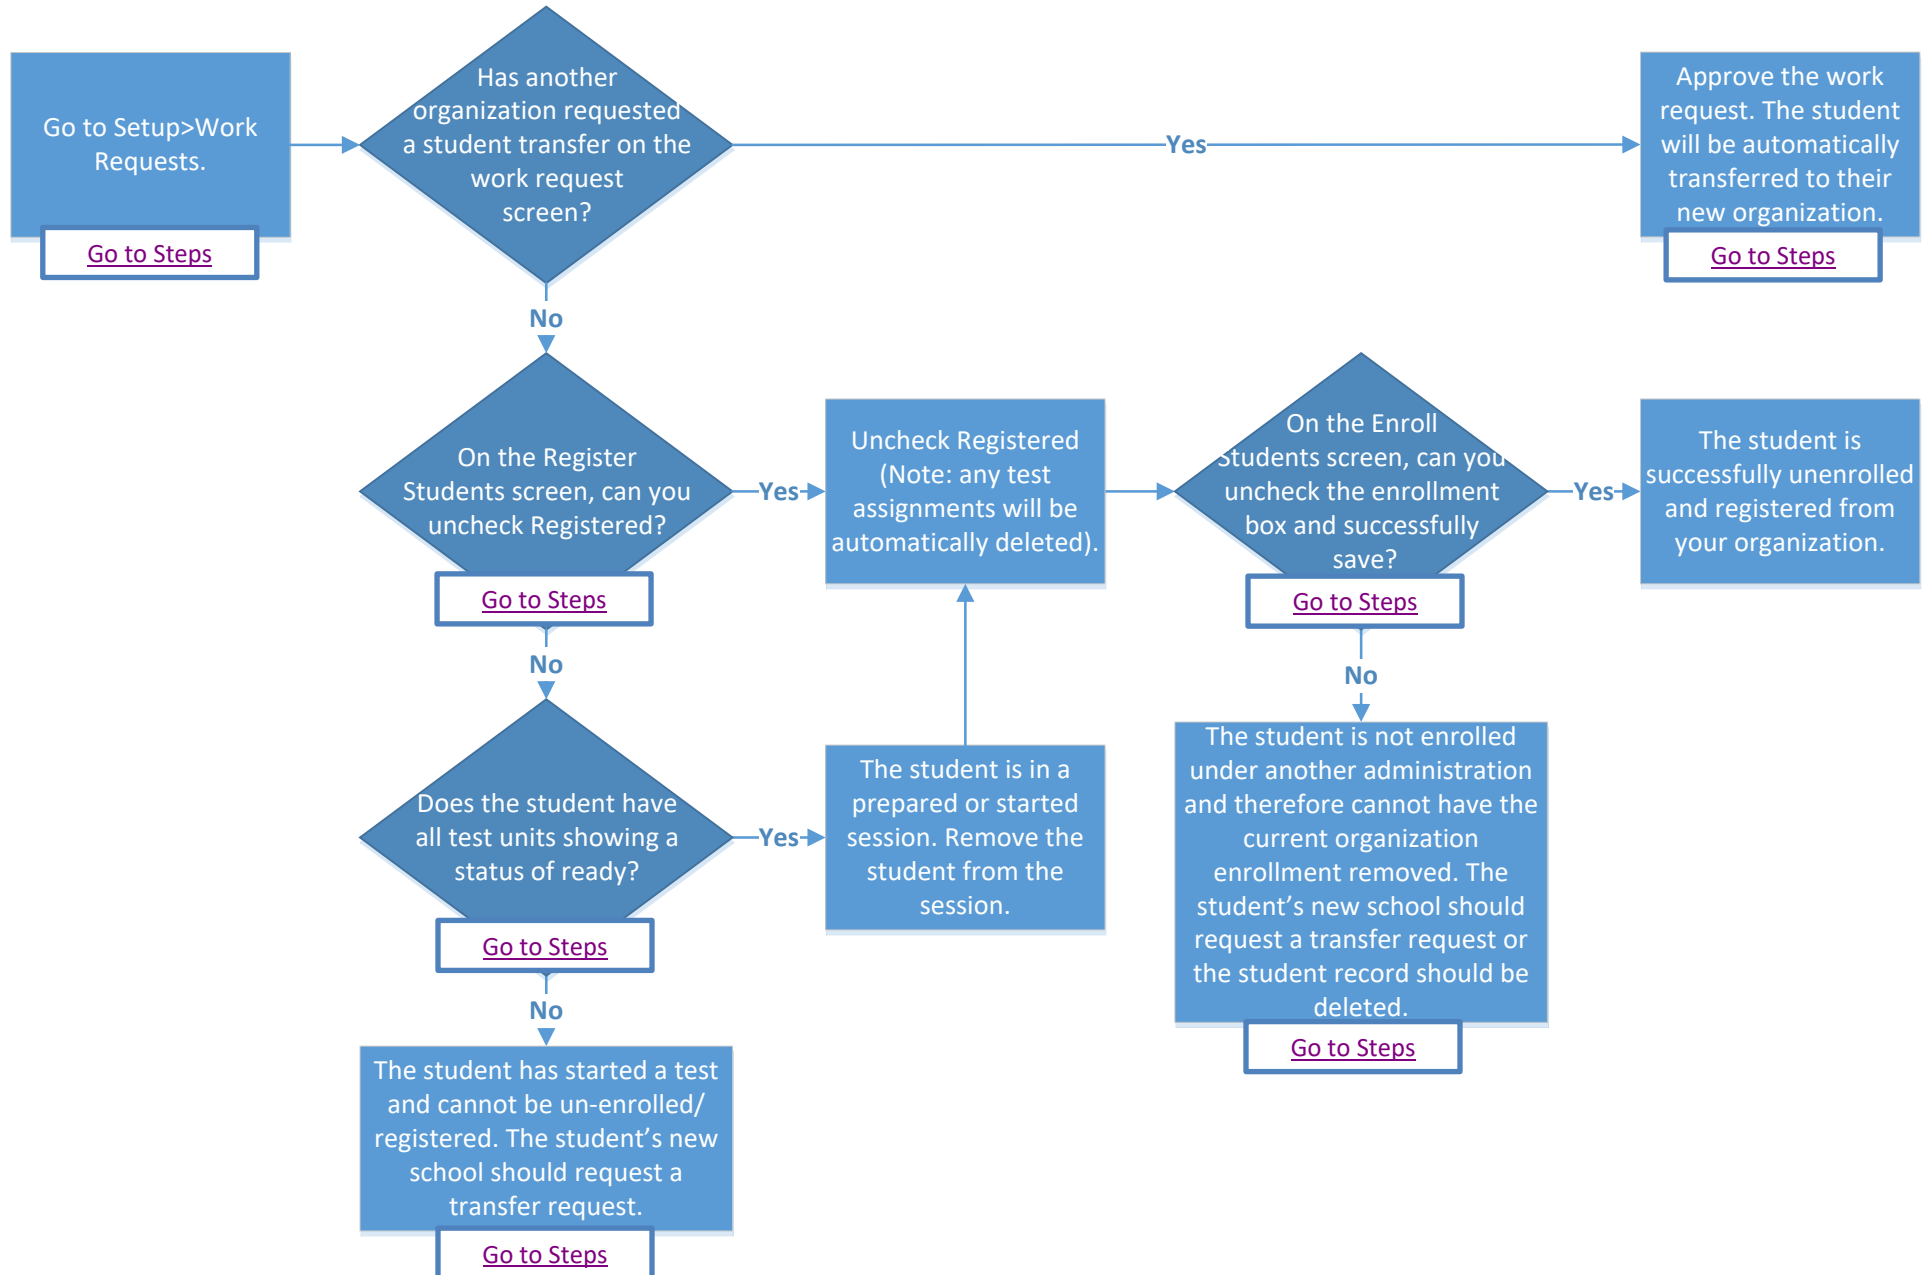 Go to Setup>Work
Requests.
Go to Steps
Has another
organization requested
a student transfer on the
work request
screen?
Yes
Approve the work
request. The student
will be automatically
transferred to their
new organization.
Go to Steps
No
On the Register
Students screen, can you
uncheck Registered?
Go to Steps
Yes
Uncheck Registered
(Note: any test
assignments will be
automatically deleted).
On the Enroll
Students screen, can you
uncheck the enrollment
box and successfully
save?
Go to Steps
Yes
The student is
successfully unenrolled
and registered from
your organization.
No
No
Does the student have
all test units showing a
status of ready?
Go to Steps
Yes
The student is in a
prepared or started
session. Remove the
student from the
session.
The student is not enrolled
under another administration
and therefore cannot have the
current organization
enrollment removed. The
student’s new school should
request a transfer request or
the student record should be
deleted.
Go to Steps
No
The student has started a test
and cannot be un-enrolled/
registered. The student’s new
school should request a
transfer request.
Go to Steps